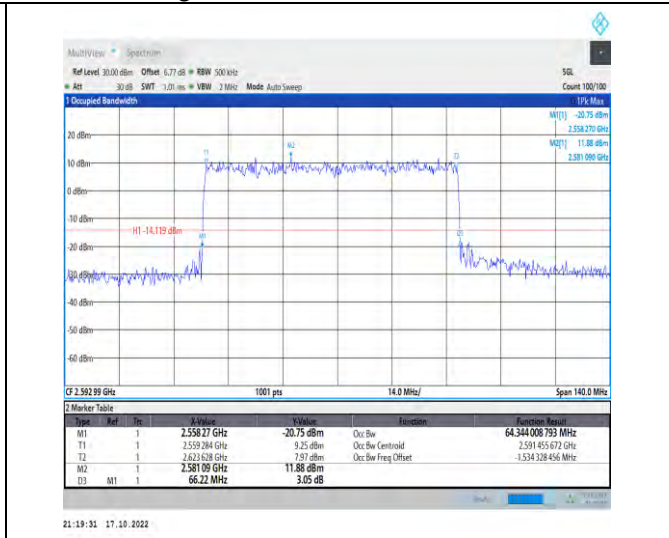 MultiView Spectrum
Ref Level 30.00 dBm Offset 6.77 dB RBW 500 kHz SGL
Att 30 dB SWT 1.01 ms VBW 2 MHz Mode Auto Sweep Count 100/100
1 Occupied Bandwidth 1Pk Max
M1[1] -20.75 dBm
2.558 270 GHz
M2[1] 11.88 dBm
2.581 090 GHz
20 dBm
M2
T1
T2
10 dBm
0 dBm
-10 dBm
H1 -14.119 dBm
M1
-20 dBm
-30 dBm
-40 dBm
-50 dBm
-60 dBm
CF 2.592 99 GHz 1001 pts 14.0 MHz/ Span 140.0 MHz
2 Marker Table
Type Ref Trc X-Value Y-Value Function Function Result
M1 1 2.558 27 GHz -20.75 dBm Occ Bw 64.344 008 793 MHz
T1 1 2.559 284 GHz 9.25 dBm Occ Bw Centroid 2.591 455 672 GHz
T2 1 2.623 628 GHz 7.97 dBm Occ Bw Freq Offset -1.534 328 456 MHz
M2 1 2.581 09 GHz 11.88 dBm
D3 M1 1 66.22 MHz 3.05 dB
21:19:31 17.10.2022